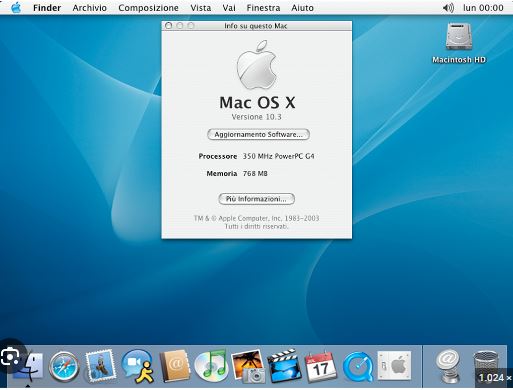 Finder Archivio Composizione Vista Vai Finestra Aiuto lun 00:00
Info su questo Mac
Macintosh HD
Mac OS X
Versione 10.3
Aggiornamento Software...
Processore 350 MHz PowerPC G4
Memoria 768 MB
Più Informazioni...
TM & © Apple Computer, Inc. 1983-2003
Tutti i diritti riservati.
17
1.024 ×